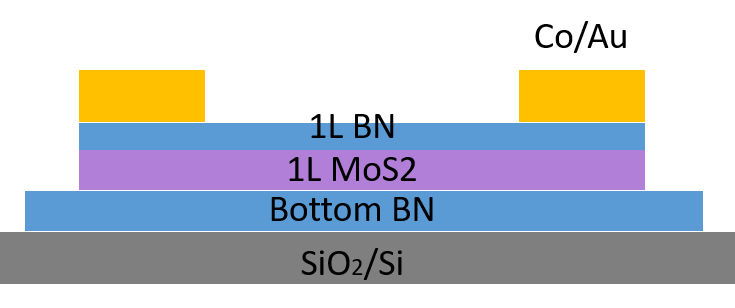 Co/Au
1L BN
1L MoS2
Bottom BN
SiO₂/Si